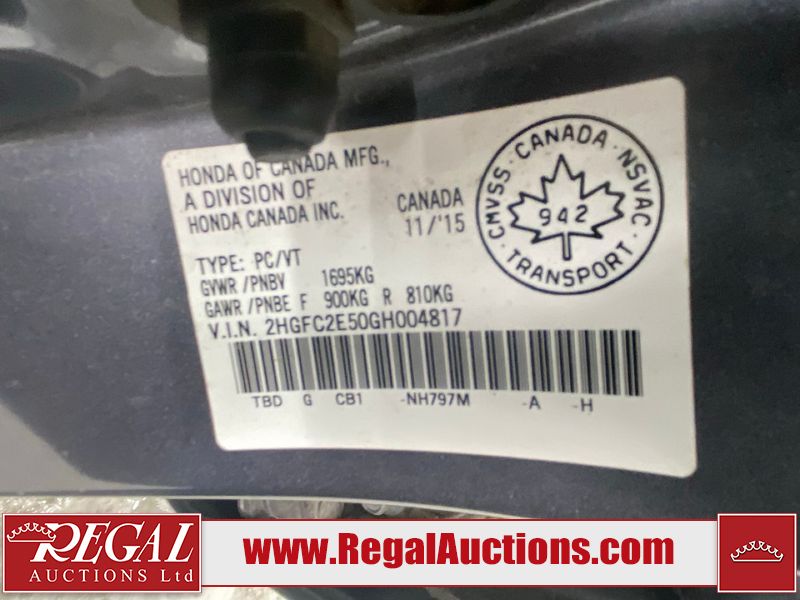 HONDA OF CANADA MFG.,
A DIVISION OF
HONDA CANADA INC.
CANADA
11/'15
CMVSS · CANADA · NSVAC
942
TRANSPORT
TYPE: PC/VT
GVWR/PNBV 1695KG
GAWR/PNBE F 900KG R 810KG
V.I.N. 2HGFC2E50GH004817
TBD G CB1 -NH797M -A -H
REGAL
AUCTIONS Ltd
www.RegalAuctions.com